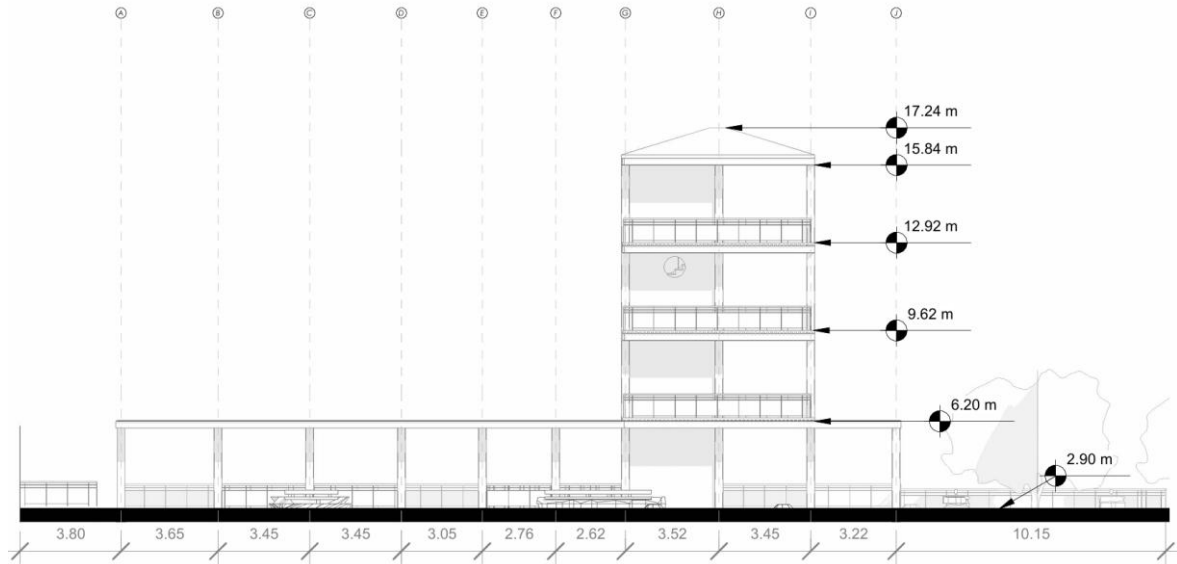 A B C D E F G H I J
17.24 m
15.84 m
12.92 m
9.62 m
6.20 m
2.90 m
3.80 3.65 3.45 3.45 3.05 2.76 2.62 3.52 3.45 3.22 10.15